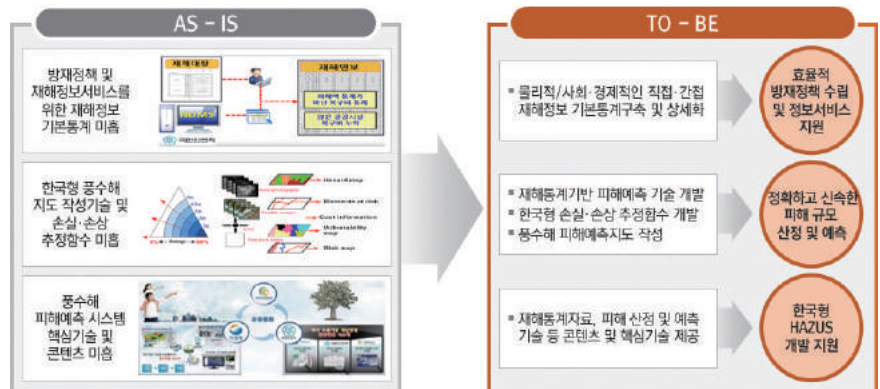 AS – IS
방재정책 및
재해정보서비스를
위한 재해정보
기본통계 미흡
재해대장
NDMS
재해연보
한국형 풍수해
지도 작성기술 및
손실·손상
추정함수 미흡
풍수해
피해예측 시스템
핵심기술 및
콘텐츠 미흡
TO – BE
▪ 물리적/사회·경제적인 직접·간접
재해정보 기본통계구축 및 상세화
효율적
방재정책 수립
및 정보서비스
지원
▪ 재해통계기반 피해예측 기술 개발
▪ 한국형 손실·손상 추정함수 개발
▪ 풍수해 피해예측지도 작성
정확하고 신속한
피해 규모
산정 및 예측
▪ 재해통계자료, 피해 산정 및 예측
기술 등 콘텐츠 및 핵심기술 제공
한국형
HAZUS
개발 지원